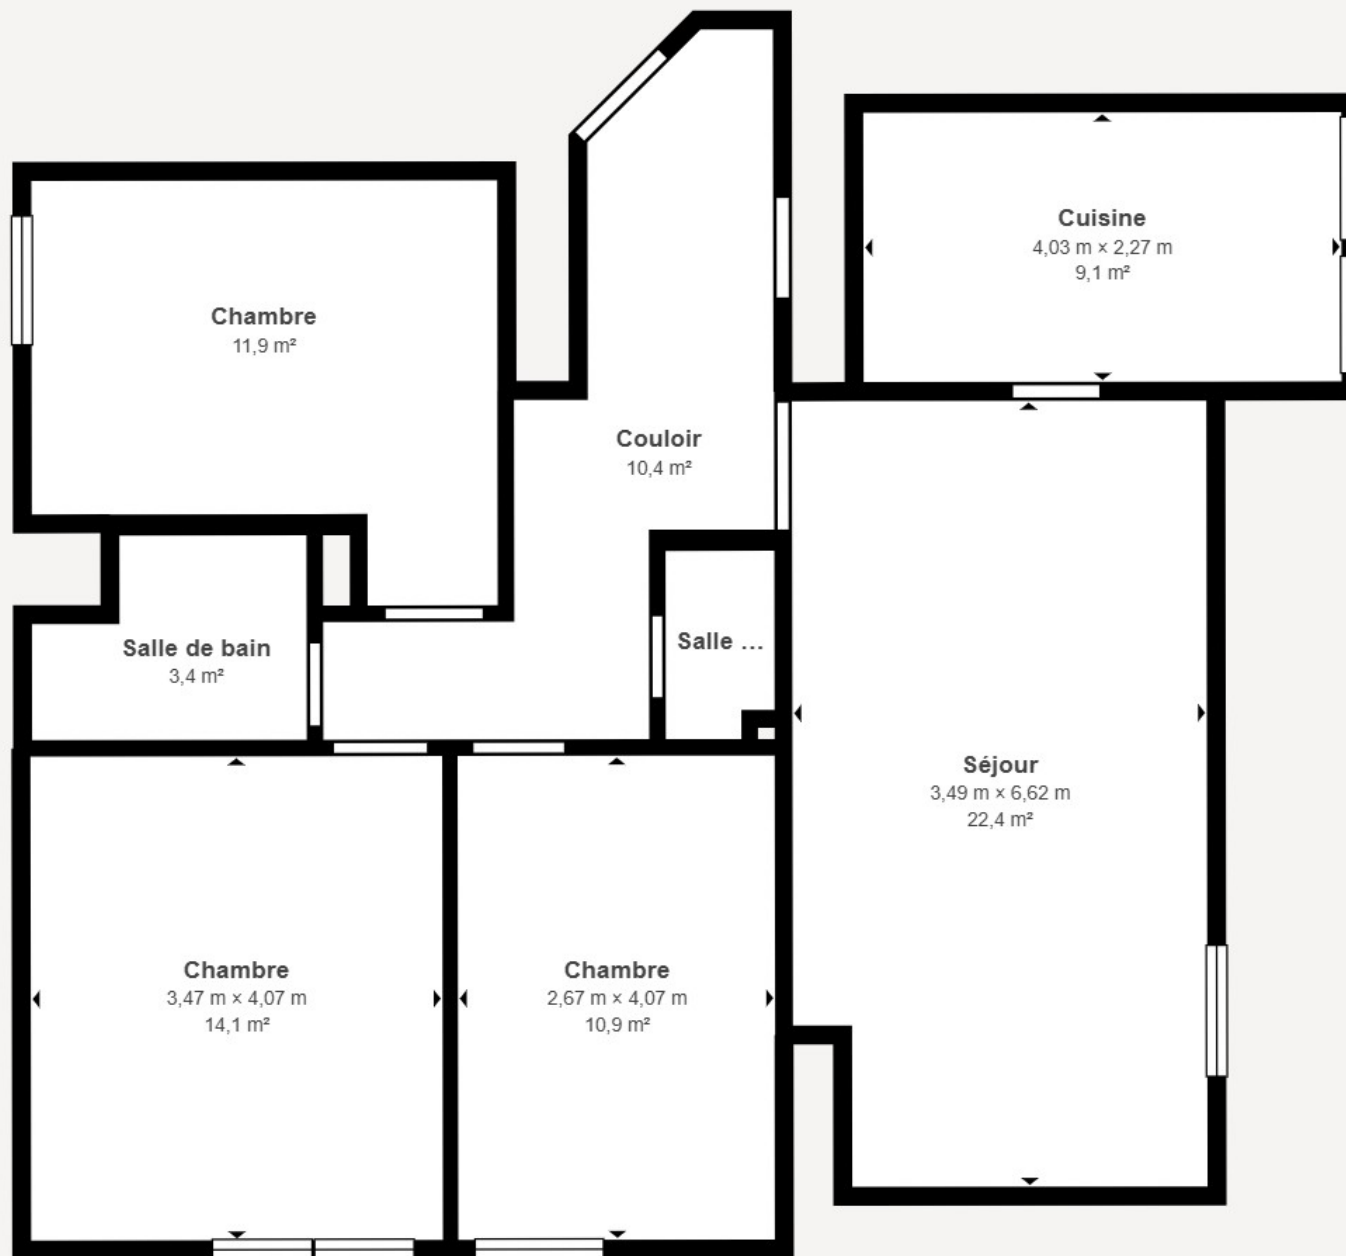 Cuisine
4,03 m × 2,27 m
9,1 m²
Chambre
11,9 m²
Couloir
10,4 m²
Salle de bain
3,4 m²
Salle ...
Séjour
3,49 m × 6,62 m
22,4 m²
Chambre
3,47 m × 4,07 m
14,1 m²
Chambre
2,67 m × 4,07 m
10,9 m²